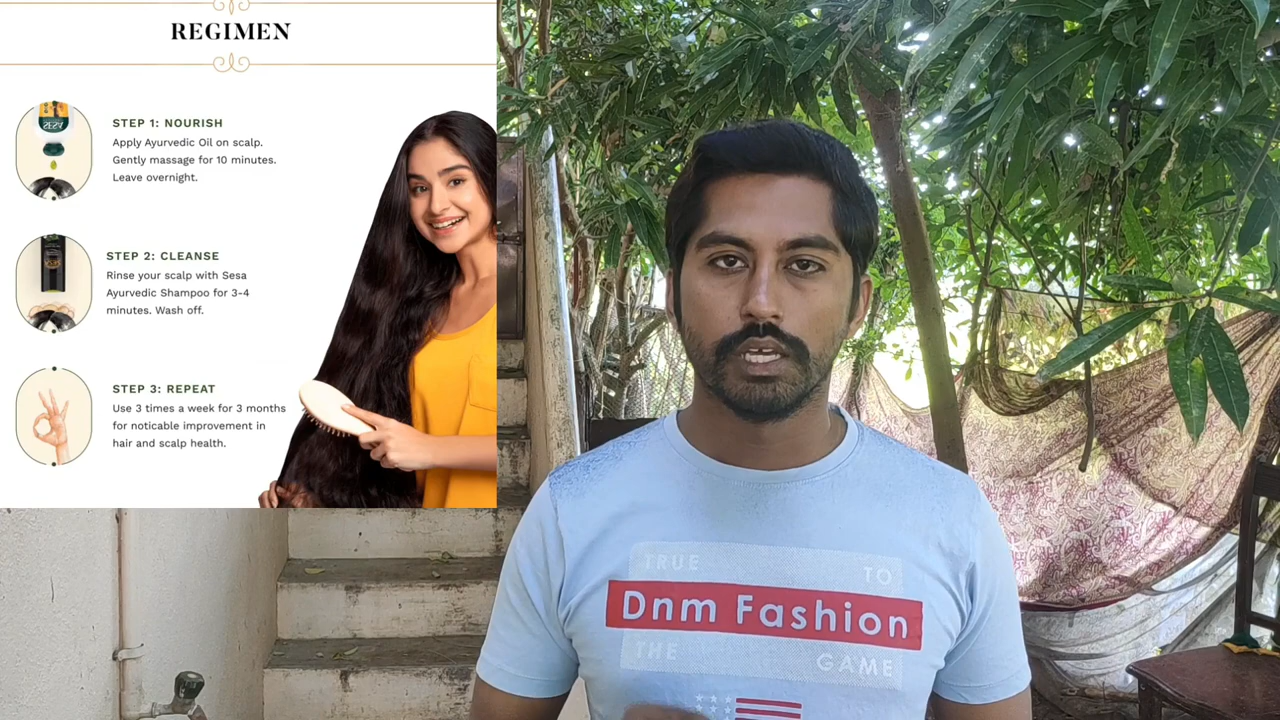 REGIMEN
STEP 1: NOURISH
Apply Ayurvedic Oil on scalp.
Gently massage for 10 minutes.
Leave overnight.
STEP 2: CLEANSE
Rinse your scalp with Sesa
Ayurvedic Shampoo for 3-4
minutes. Wash off.
STEP 3: REPEAT
Use 3 times a week for 3 months
for noticable improvement in
hair and scalp health.
TRUE TO
Dnm Fashion
THE GAME